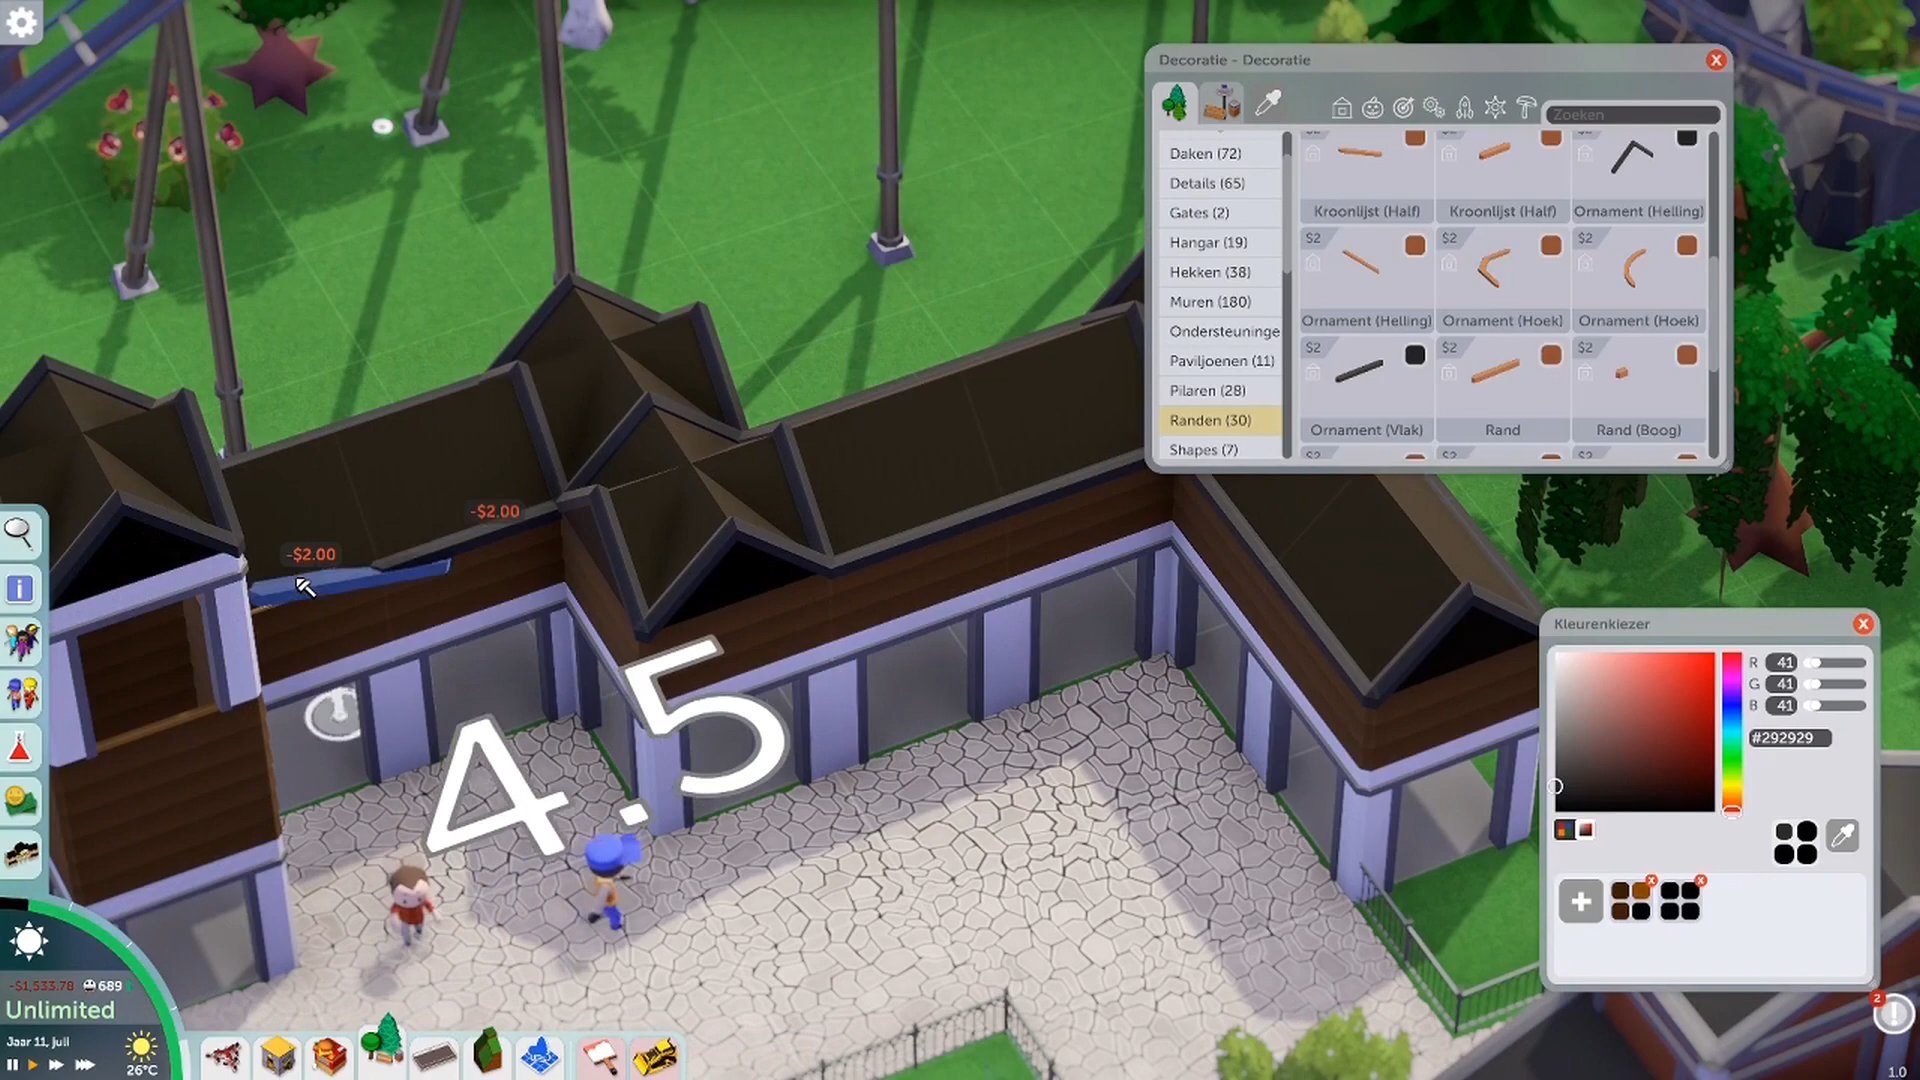 Decoratie - Decoratie
Zoeken
Daken (72)
Details (65)
Gates (2)
Hangar (19)
Hekken (38)
Muren (180)
Ondersteuninge
Paviljoenen (11)
Pilaren (28)
Randen (30)
Shapes (7)
Kroonlijst (Half)
Kroonlijst (Half)
Ornament (Helling)
$2
$2
$2
Ornament (Helling)
Ornament (Hoek)
Ornament (Hoek)
$2
$2
$2
Ornament (Vlak)
Rand
Rand (Boog)
-$2.00
-$2.00
4.5
Kleurenkiezer
R 41
G 41
B 41
#292929
-$1,533.78 689
Unlimited
Jaar 11, juli
26°C
2
1.0